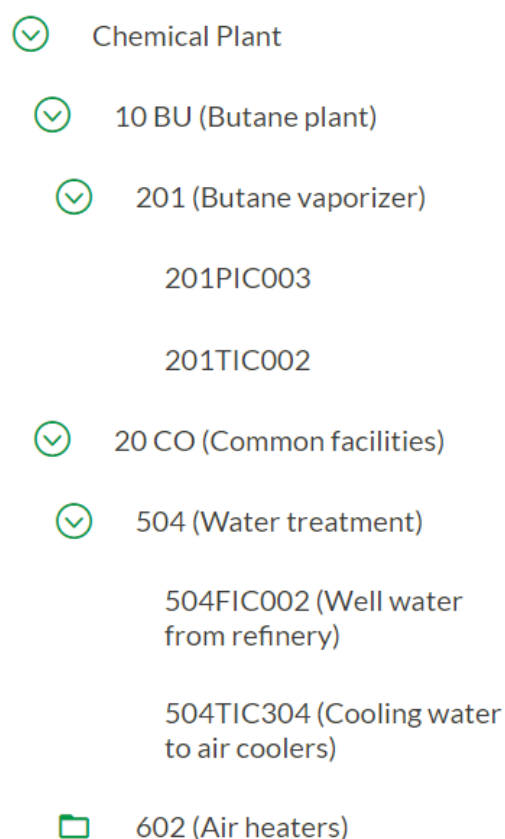 Chemical Plant
10 BU (Butane plant)
201 (Butane vaporizer)
201PIC003
201TIC002
20 CO (Common facilities)
504 (Water treatment)
504FIC002 (Well water
from refinery)
504TIC304 (Cooling water
to air coolers)
602 (Air heaters)